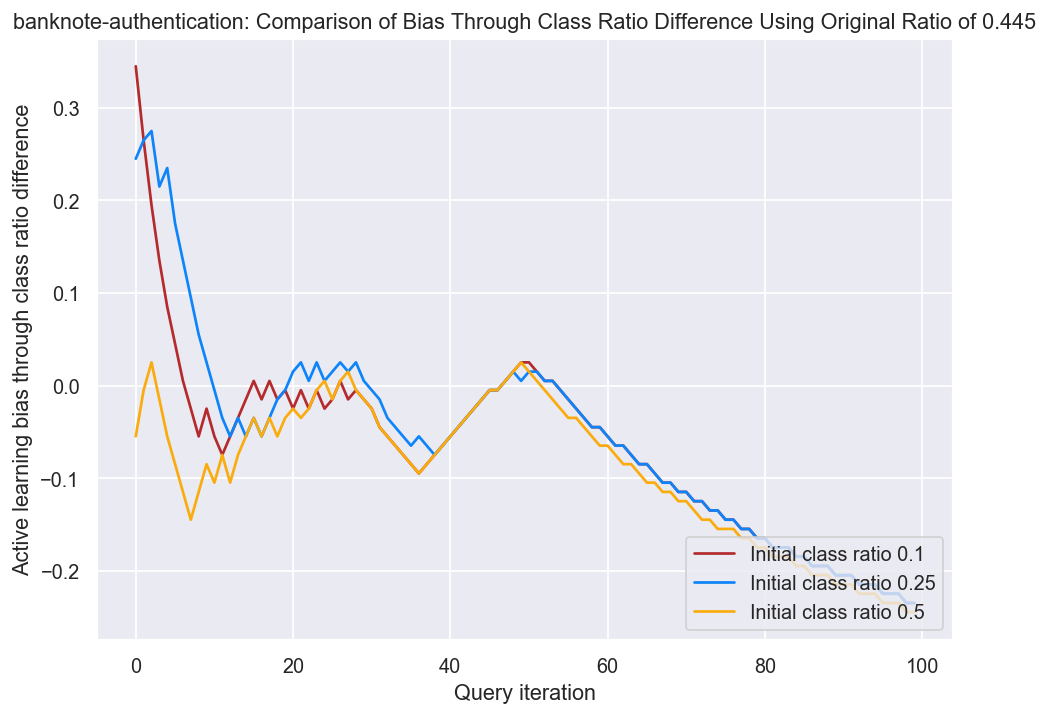 banknote-authentication: Comparison of Bias Through Class Ratio Difference Using Original Ratio of 0.445
Active learning bias through class ratio difference
0.3
0.2
0.1
0.0
−0.1
−0.2
Initial class ratio 0.1
Initial class ratio 0.25
Initial class ratio 0.5
0
20
40
60
80
100
Query iteration